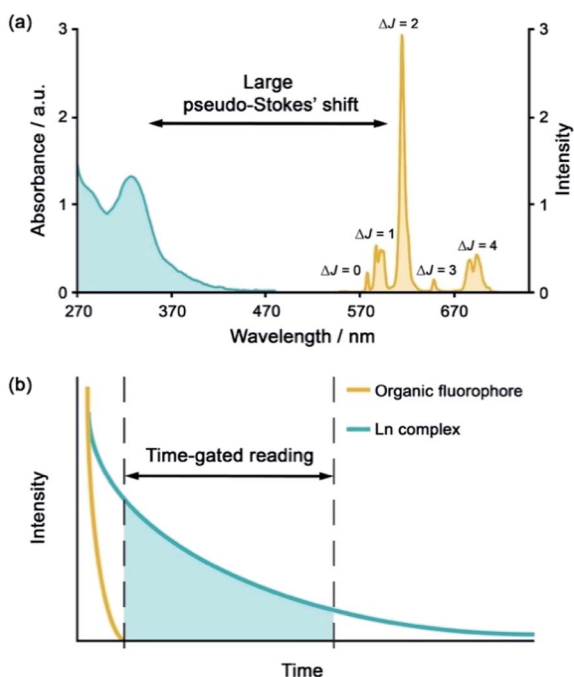 (a)
3
2
1
0
Absorbance / a.u.
Large
pseudo-Stokes’ shift
ΔJ = 0
ΔJ = 1
ΔJ = 2
ΔJ = 3
ΔJ = 4
3
2
1
0
Intensity
270 370 470 570 670
Wavelength / nm
(b)
Organic fluorophore
Ln complex
Time-gated reading
Intensity
Time